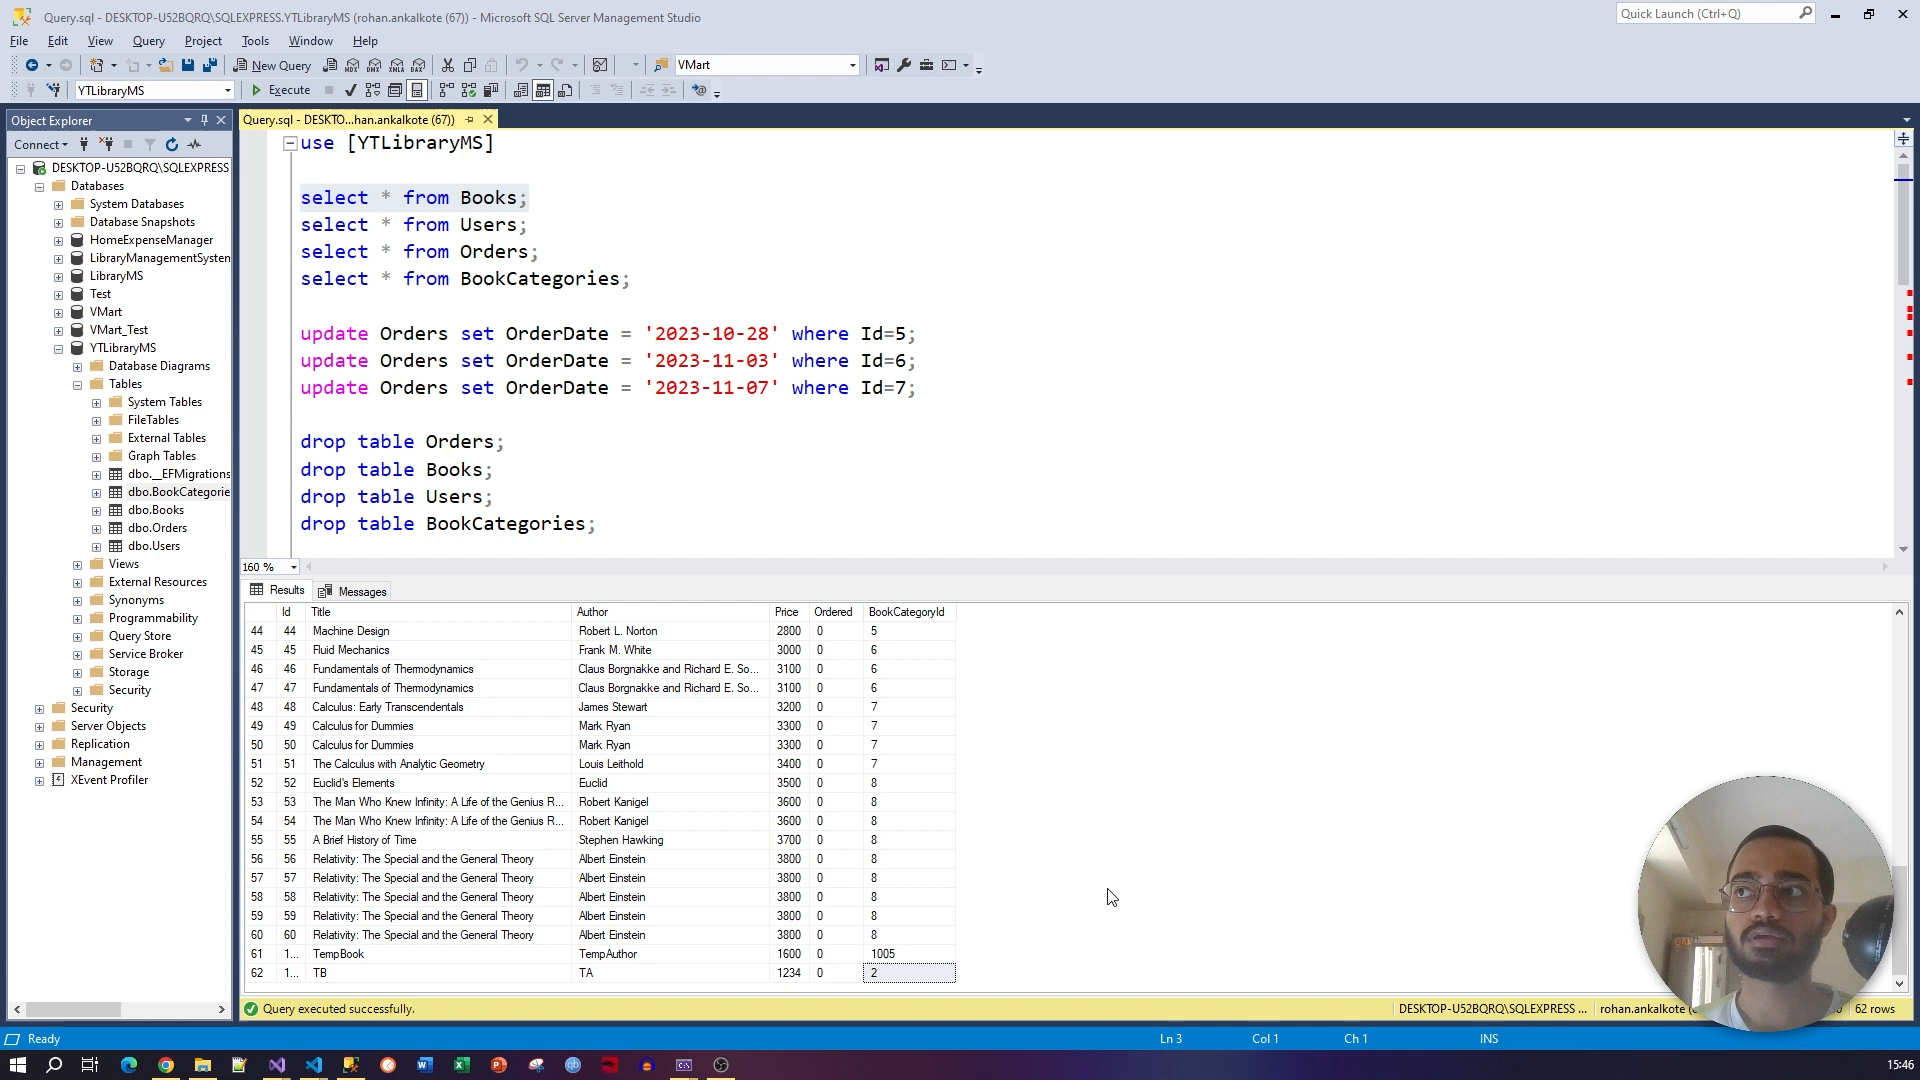 Query.sql - DESKTOP-U52BQRQ\SQLEXPRESS.YTLibraryMS (rohan.ankalkote (67)) - Microsoft SQL Server Management Studio
Quick Launch (Ctrl+Q)
File Edit View Query Project Tools Window Help
New Query
VMart
YTLibraryMS
Execute
Object Explorer
Connect
DESKTOP-U52BQRQ\SQLEXPRESS
Databases
System Databases
Database Snapshots
HomeExpenseManager
LibraryManagementSysten
LibraryMS
Test
VMart
VMart_Test
YTLibraryMS
Database Diagrams
Tables
System Tables
FileTables
External Tables
Graph Tables
dbo.__EFMigrations
dbo.BookCategorie
dbo.Books
dbo.Orders
dbo.Users
Views
External Resources
Synonyms
Programmability
Query Store
Service Broker
Storage
Security
Security
Server Objects
Replication
Management
XEvent Profiler
Query.sql - DESKTO...han.ankalkote (67))
use [YTLibraryMS]
select * from Books;
select * from Users;
select * from Orders;
select * from BookCategories;
update Orders set OrderDate = '2023-10-28' where Id=5;
update Orders set OrderDate = '2023-11-03' where Id=6;
update Orders set OrderDate = '2023-11-07' where Id=7;
drop table Orders;
drop table Books;
drop table Users;
drop table BookCategories;
160 %
Results Messages
Id Title Author Price Ordered BookCategoryId
44 44 Machine Design Robert L. Norton 2800 0 5
45 45 Fluid Mechanics Frank M. White 3000 0 6
46 46 Fundamentals of Thermodynamics Claus Borgnakke and Richard E. So... 3100 0 6
47 47 Fundamentals of Thermodynamics Claus Borgnakke and Richard E. So... 3100 0 6
48 48 Calculus: Early Transcendentals James Stewart 3200 0 7
49 49 Calculus for Dummies Mark Ryan 3300 0 7
50 50 Calculus for Dummies Mark Ryan 3300 0 7
51 51 The Calculus with Analytic Geometry Louis Leithold 3400 0 7
52 52 Euclid's Elements Euclid 3500 0 8
53 53 The Man Who Knew Infinity: A Life of the Genius R... Robert Kanigel 3600 0 8
54 54 The Man Who Knew Infinity: A Life of the Genius R... Robert Kanigel 3600 0 8
55 55 A Brief History of Time Stephen Hawking 3700 0 8
56 56 Relativity: The Special and the General Theory Albert Einstein 3800 0 8
57 57 Relativity: The Special and the General Theory Albert Einstein 3800 0 8
58 58 Relativity: The Special and the General Theory Albert Einstein 3800 0 8
59 59 Relativity: The Special and the General Theory Albert Einstein 3800 0 8
60 60 Relativity: The Special and the General Theory Albert Einstein 3800 0 8
61 1... TempBook TempAuthor 1600 0 1005
62 1... TB TA 1234 0 2
Query executed successfully.
DESKTOP-U52BQRQ\SQLEXPRESS ... rohan.ankalkote ( 62 rows
Ready Ln 3 Col 1 Ch 1 INS
15:46